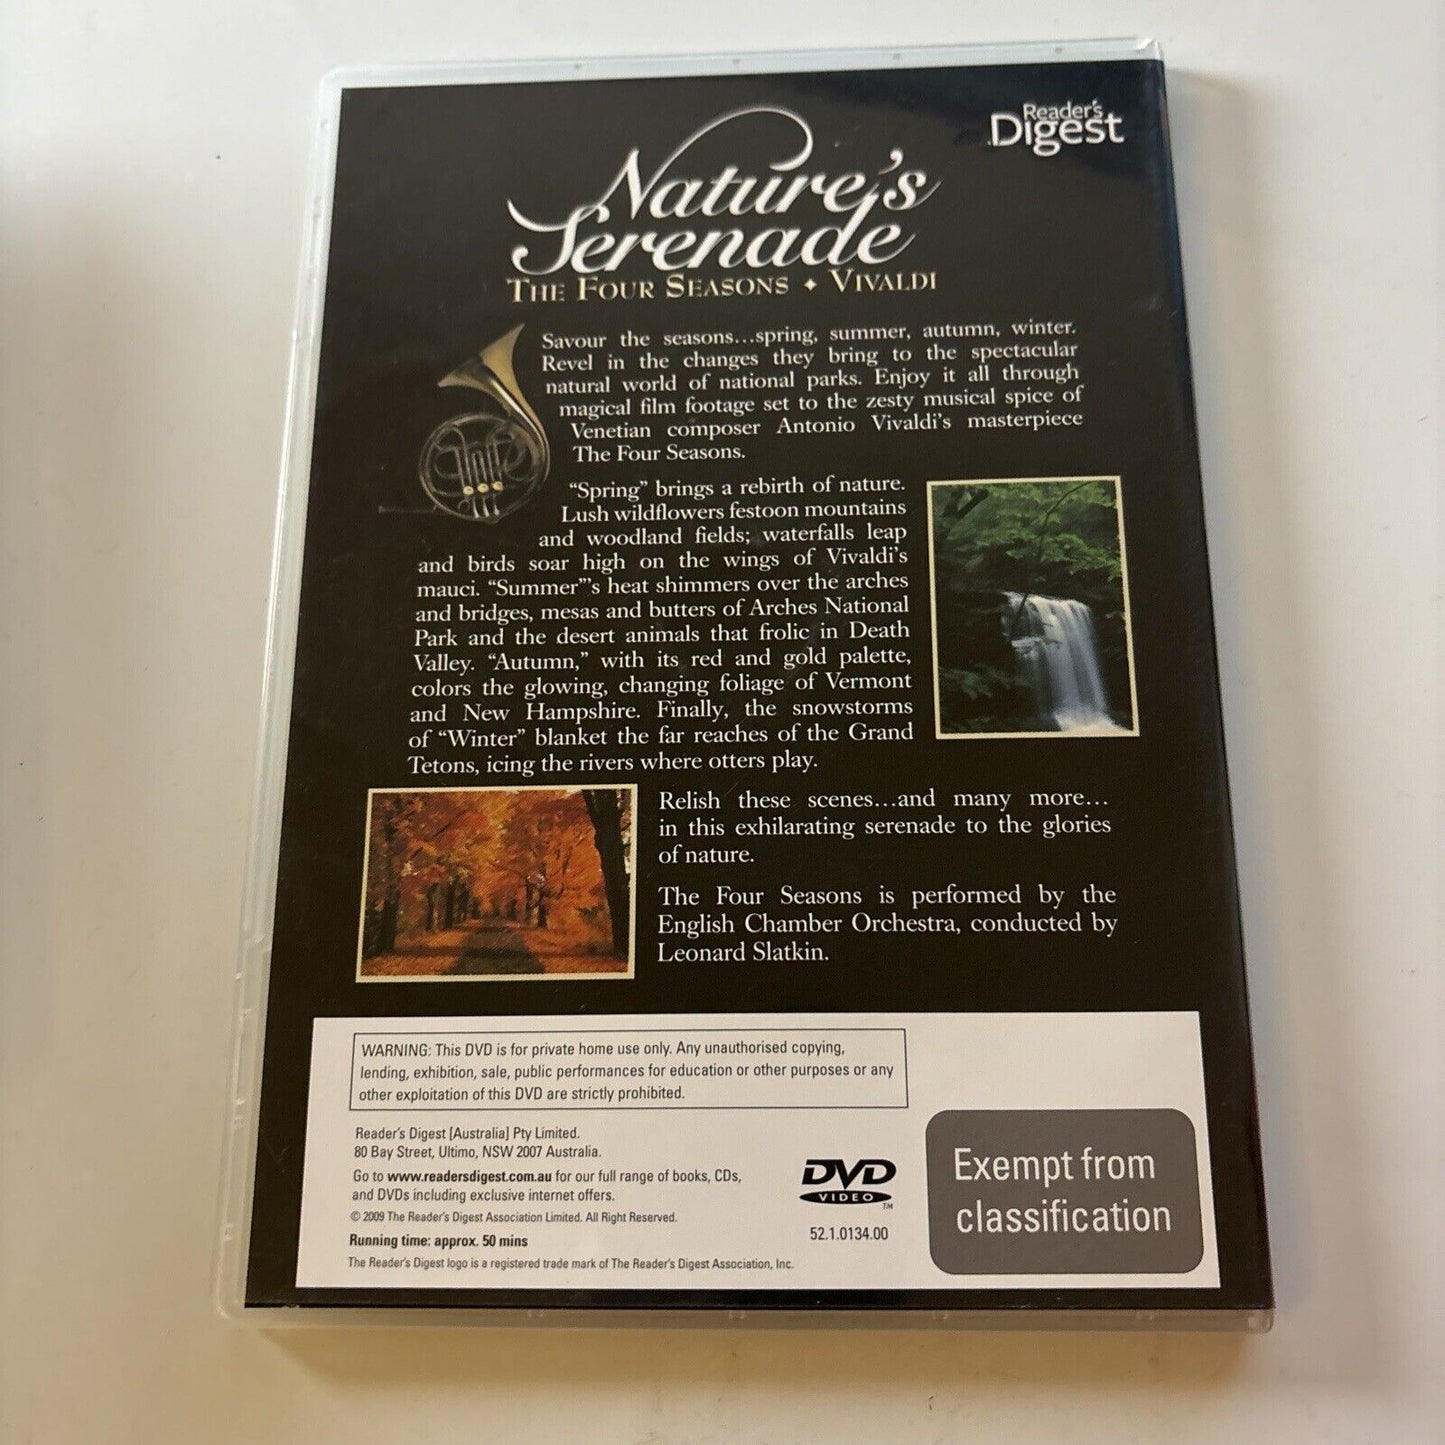 Reader's
Digest
Nature's
Serenade
THE FOUR SEASONS ✦ VIVALDI
Savour the seasons...spring, summer, autumn, winter.
Revel in the changes they bring to the spectacular
natural world of national parks. Enjoy it all through
magical film footage set to the zesty musical spice of
Venetian composer Antonio Vivaldi's masterpiece
The Four Seasons.
“Spring” brings a rebirth of nature.
Lush wildflowers festoon mountains
and woodland fields; waterfalls leap
and birds soar high on the wings of Vivaldi's
mauci. “Summer”'s heat shimmers over the arches
and bridges, mesas and butters of Arches National
Park and the desert animals that frolic in Death
Valley. “Autumn,” with its red and gold palette,
colors the glowing, changing foliage of Vermont
and New Hampshire. Finally, the snowstorms
of “Winter” blanket the far reaches of the Grand
Tetons, icing the rivers where otters play.
Relish these scenes...and many more...
in this exhilarating serenade to the glories
of nature.
The Four Seasons is performed by the
English Chamber Orchestra, conducted by
Leonard Slatkin.
WARNING: This DVD is for private home use only. Any unauthorised copying,
lending, exhibition, sale, public performances for education or other purposes or any
other exploitation of this DVD are strictly prohibited.
Reader's Digest [Australia] Pty Limited.
80 Bay Street, Ultimo, NSW 2007 Australia.
Go to www.readersdigest.com.au for our full range of books, CDs,
and DVDs including exclusive internet offers.
© 2009 The Reader's Digest Association Limited. All Right Reserved.
Running time: approx. 50 mins
The Reader's Digest logo is a registered trade mark of The Reader's Digest Association, Inc.
DVD
VIDEO
TM
52.1.0134.00
Exempt from
classification